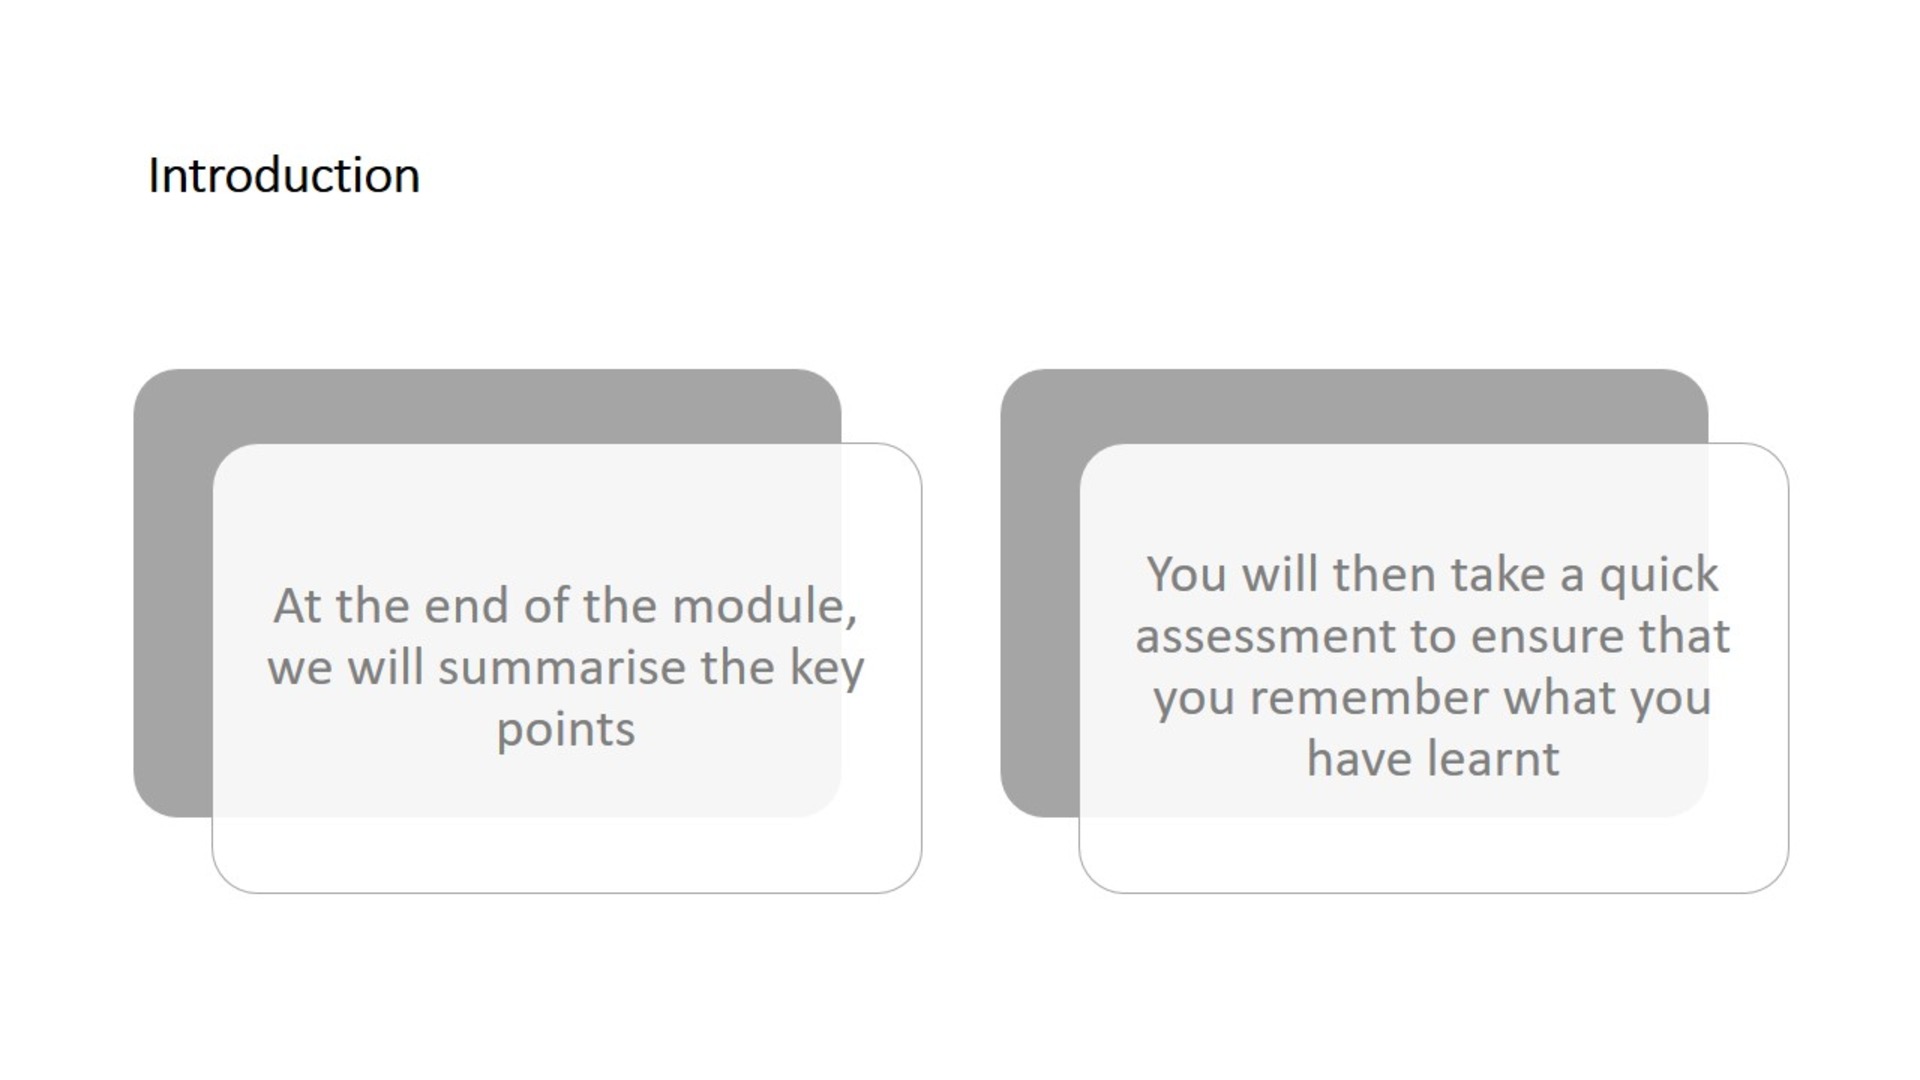 Introduction
At the end of the module,
we will summarise the key
points
You will then take a quick
assessment to ensure that
you remember what you
have learnt